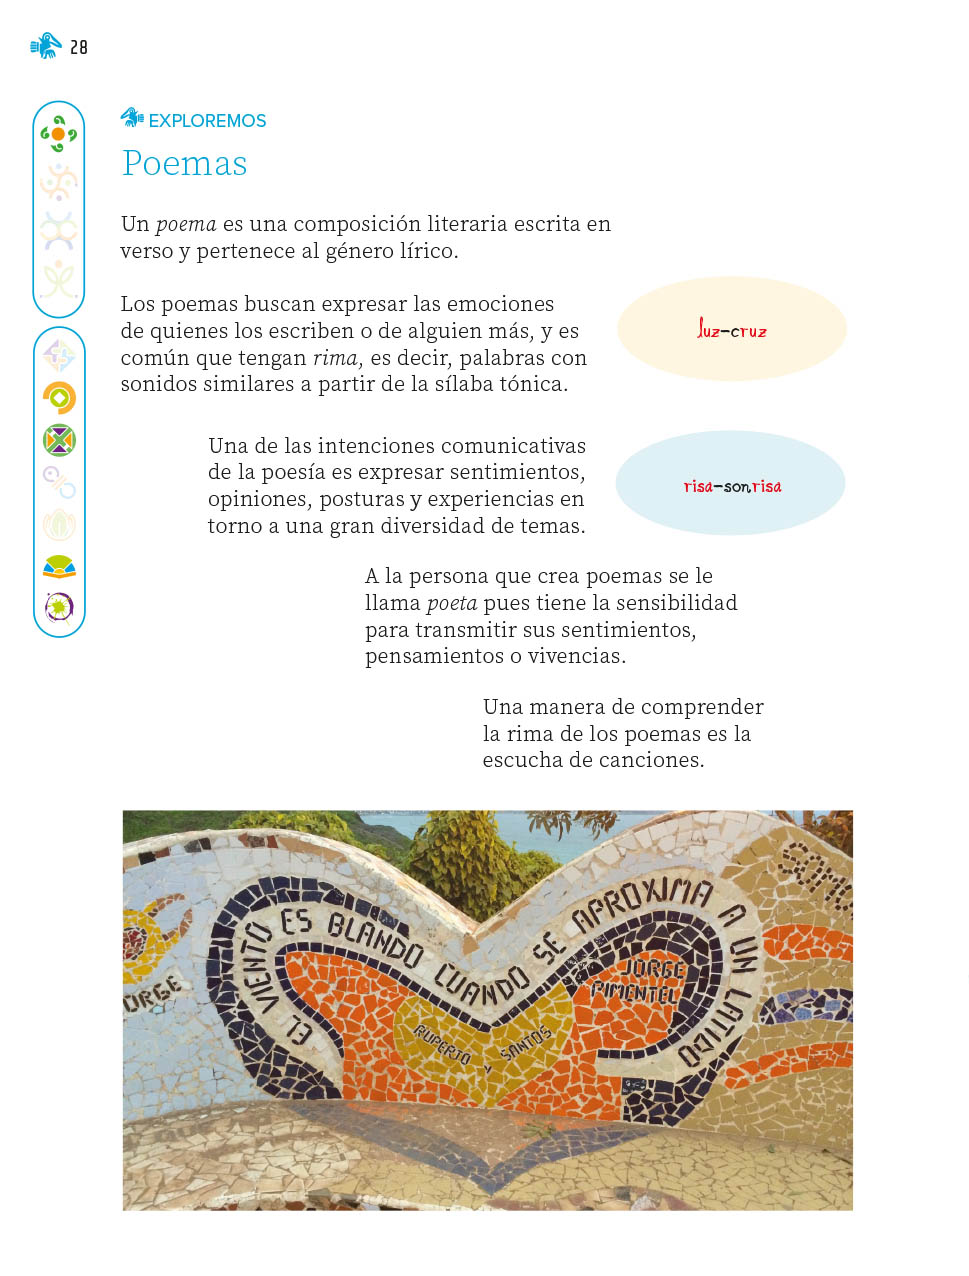 28
EXPLOREMOS
Poemas
Un poema es una composición literaria escrita en
verso y pertenece al género lírico.
Los poemas buscan expresar las emociones
de quienes los escriben o de alguien más, y es
común que tengan rima, es decir, palabras con
sonidos similares a partir de la sílaba tónica.
luz-cruz
Una de las intenciones comunicativas
de la poesía es expresar sentimientos,
opiniones, posturas y experiencias en
torno a una gran diversidad de temas.
risa-sonrisa
A la persona que crea poemas se le
llama poeta pues tiene la sensibilidad
para transmitir sus sentimientos,
pensamientos o vivencias.
Una manera de comprender
la rima de los poemas es la
escucha de canciones.
EL VIENTO ES BLANDO CUANDO SE APROXIMA A UN LATIDO
JORGE
PIMENTEL
RUPERTO Y SANTOS
ORGE
SOMO